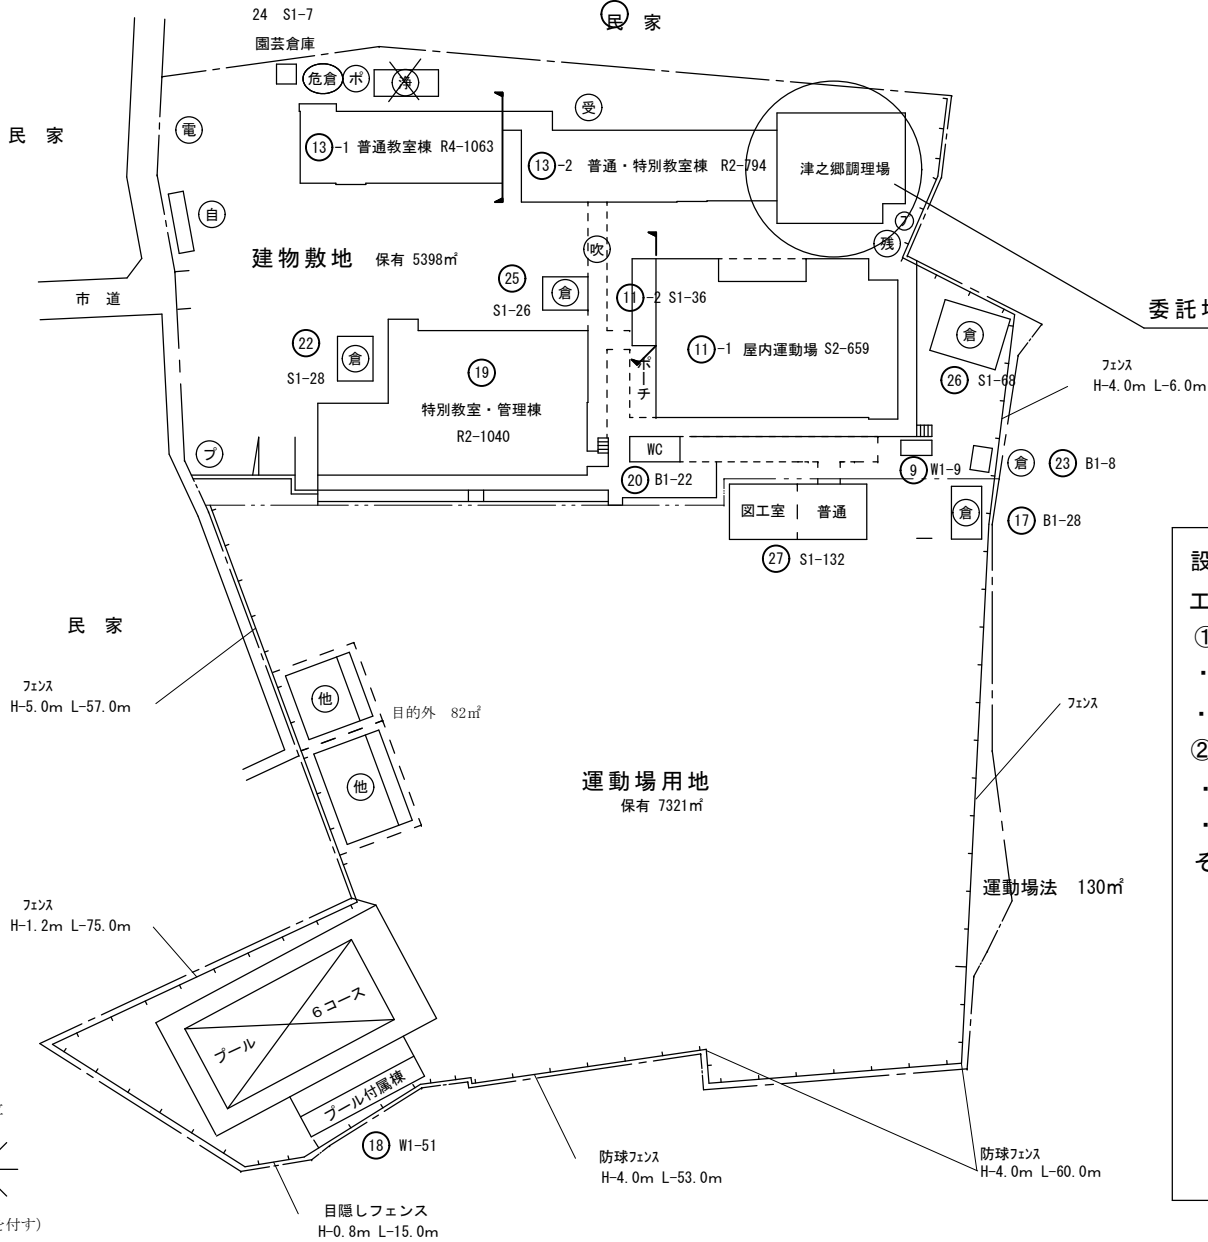 24 S1-7
園芸倉庫
民 家
危倉
ポ
浄
受
電
民 家
13-1 普通教室棟 R4-1063
13-2 普通・特別教室棟 R2-794
津之郷調理場
自
フ
残
吹
建物敷地 保有 5398㎡
25
倉
S1-26
市 道
11-2 S1-36
委託
22
倉
S1-28
19
特別教室・管理棟
R2-1040
11-1 屋内運動場 S2-659
ポーチ
倉
26 S1-68
フェンス
H-4.0m L-6.0m
プ
WC
20 B1-22
9 W1-9
倉 23 B1-8
図工室
普通
倉
17 B1-28
27 S1-132
設
工
①
・
・
②
・
・
そ
民 家
フェンス
H-5.0m L-57.0m
他
目的外 82㎡
他
フェンス
運動場用地
保有 7321㎡
運動場法 130㎡
フェンス
H-1.2m L-75.0m
プール
6コース
プール付属棟
18 W1-51
防球フェンス
H-4.0m L-53.0m
防球フェンス
H-4.0m L-60.0m
目隠しフェンス
H-0.8m L-15.0m
を付す)